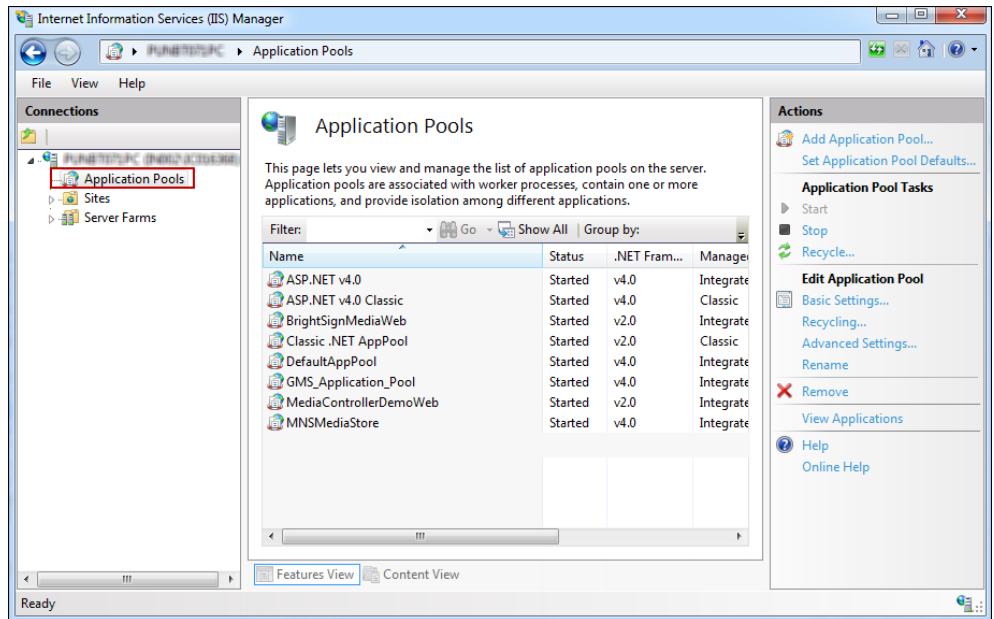 Internet Information Services (IIS) Manager
Application Pools
File View Help
Connections
Application Pools
Sites
Server Farms
Application Pools
This page lets you view and manage the list of application pools on the server.
Application pools are associated with worker processes, contain one or more
applications, and provide isolation among different applications.
Filter: Go Show All Group by:
Name Status .NET Fram... Manage
ASP.NET v4.0 Started v4.0 Integrate
ASP.NET v4.0 Classic Started v4.0 Classic
BrightSignMediaWeb Started v2.0 Integrate
Classic .NET AppPool Started v2.0 Classic
DefaultAppPool Started v4.0 Integrate
GMS_Application_Pool Started v4.0 Integrate
MediaControllerDemoWeb Started v2.0 Integrate
MNSMediaStore Started v4.0 Integrate
Features View Content View
Actions
Add Application Pool...
Set Application Pool Defaults...
Application Pool Tasks
Start
Stop
Recycle...
Edit Application Pool
Basic Settings...
Recycling...
Advanced Settings...
Rename
Remove
View Applications
Help
Online Help
Ready